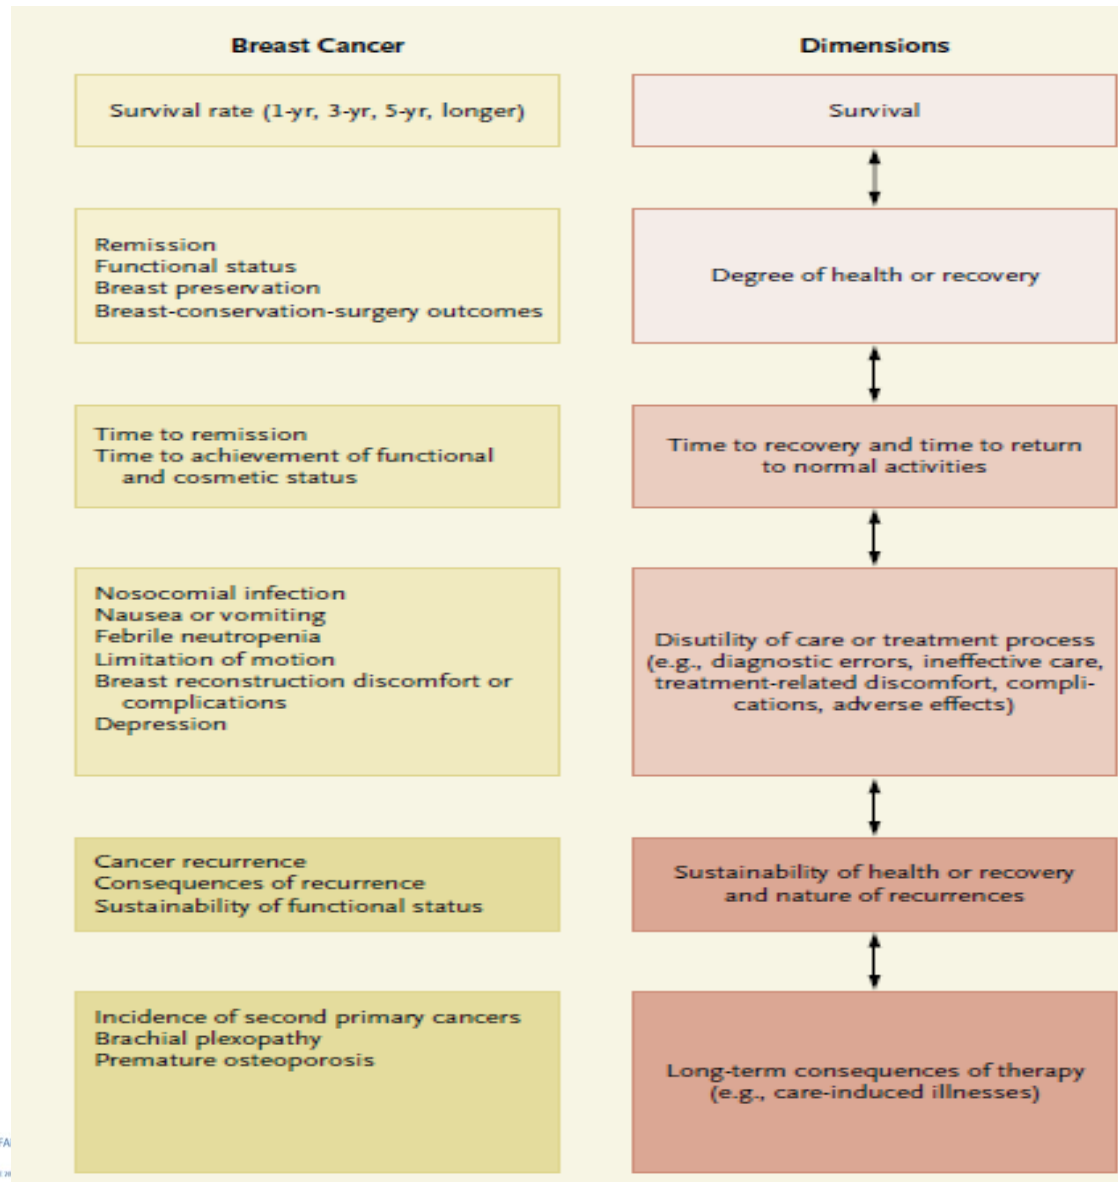 Breast Cancer
Dimensions
Survival rate (1-yr, 3-yr, 5-yr, longer)
Survival
Remission
Functional status
Breast preservation
Breast-conservation-surgery outcomes
Degree of health or recovery
Time to remission
Time to achievement of functional
and cosmetic status
Time to recovery and time to return
to normal activities
Nosocomial infection
Nausea or vomiting
Febrile neutropenia
Limitation of motion
Breast reconstruction discomfort or
complications
Depression
Disutility of care or treatment process
(e.g., diagnostic errors, ineffective care,
treatment-related discomfort, compli-
cations, adverse effects)
Cancer recurrence
Consequences of recurrence
Sustainability of functional status
Sustainability of health or recovery
and nature of recurrences
Incidence of second primary cancers
Brachial plexopathy
Premature osteoporosis
Long-term consequences of therapy
(e.g., care-induced illnesses)